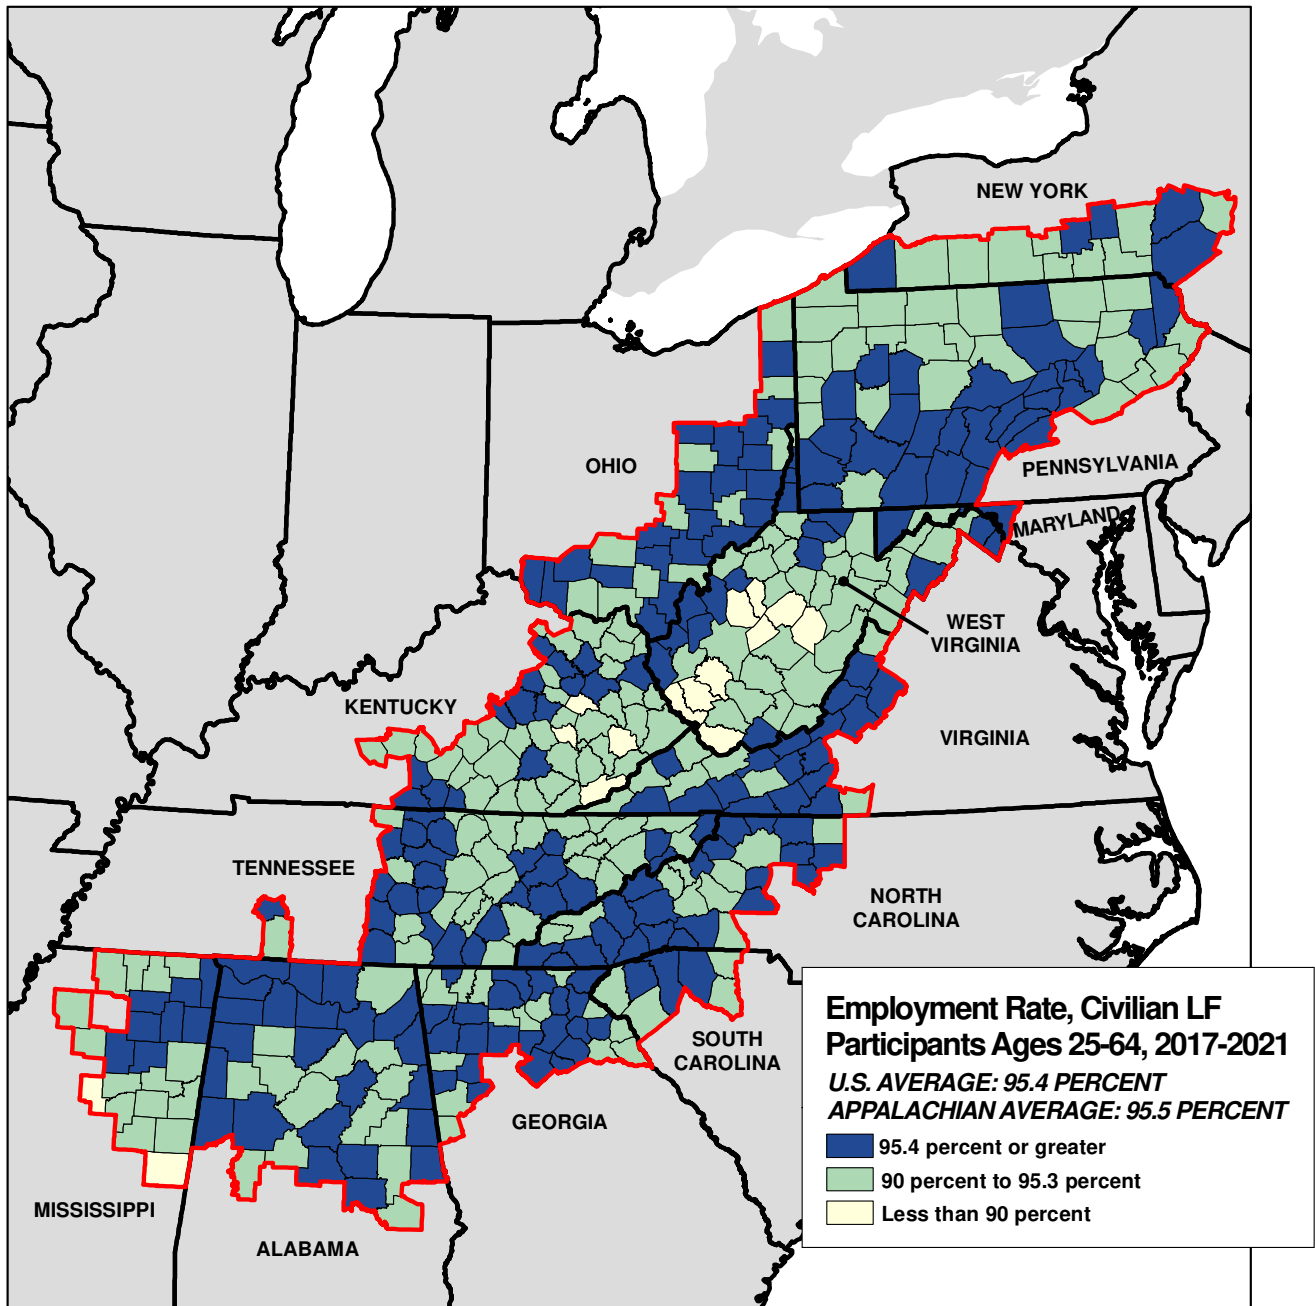 NEW YORK
OHIO
PENNSYLVANIA
MARYLAND
WEST
VIRGINIA
KENTUCKY
VIRGINIA
TENNESSEE
NORTH
CAROLINA
SOUTH
CAROLINA
GEORGIA
MISSISSIPPI
ALABAMA
Employment Rate, Civilian LF
Participants Ages 25-64, 2017-2021
U.S. AVERAGE: 95.4 PERCENT
APPALACHIAN AVERAGE: 95.5 PERCENT
95.4 percent or greater
90 percent to 95.3 percent
Less than 90 percent